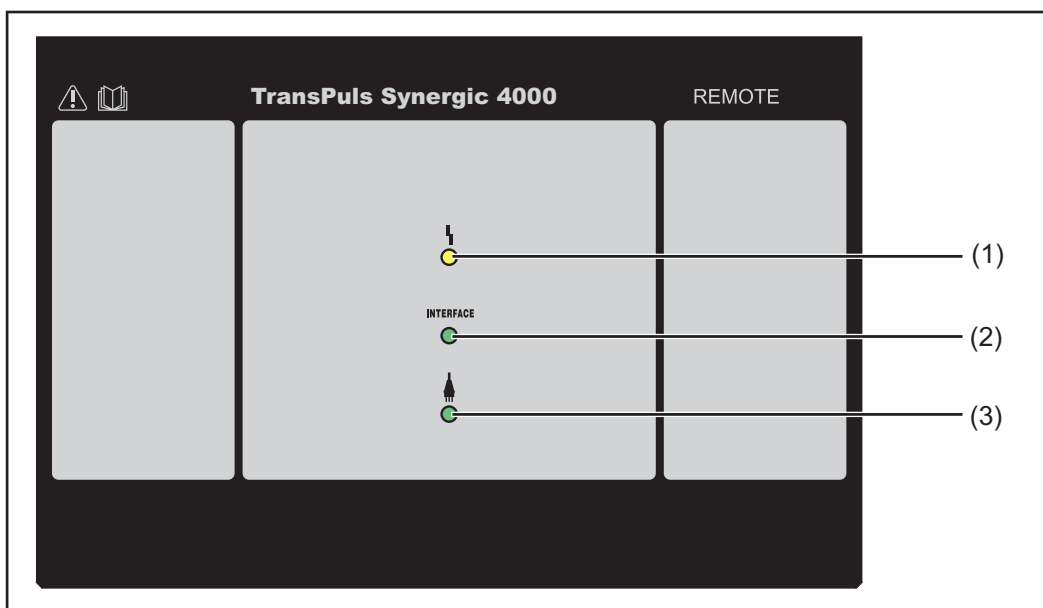 TransPuls Synergic 4000
REMOTE
(1)
INTERFACE
(2)
(3)